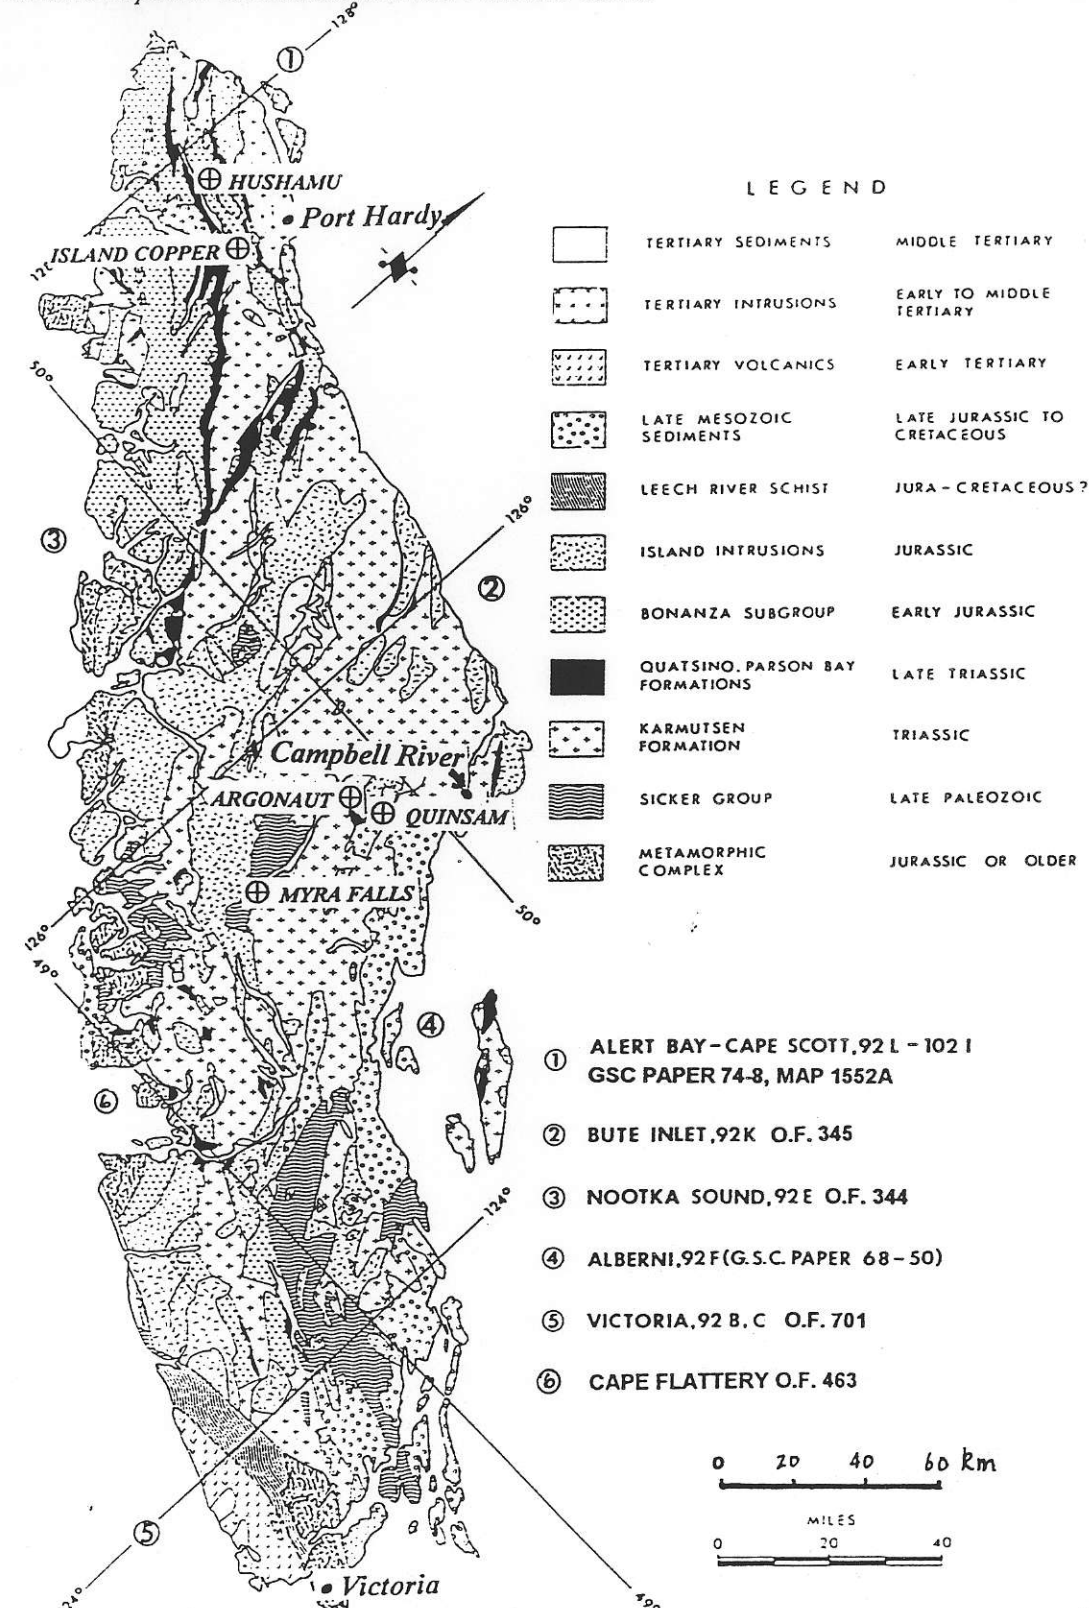 128°
①
HUSHAMU
Port Hardy
ISLAND COPPER
50°
126°
③
②
Campbell River
ARGONAUT
QUINSAM
MYRA FALLS
50°
126°
49°
④
⑥
124°
⑤
Victoria
49°
LEGEND
TERTIARY SEDIMENTS MIDDLE TERTIARY
TERTIARY INTRUSIONS EARLY TO MIDDLE
TERTIARY
TERTIARY VOLCANICS EARLY TERTIARY
LATE MESOZOIC LATE JURASSIC TO
SEDIMENTS CRETACEOUS
LEECH RIVER SCHIST JURA-CRETACEOUS?
ISLAND INTRUSIONS JURASSIC
BONANZA SUBGROUP EARLY JURASSIC
QUATSINO. PARSON BAY
FORMATIONS LATE TRIASSIC
KARMUTSEN TRIASSIC
FORMATION
SICKER GROUP LATE PALEOZOIC
METAMORPHIC JURASSIC OR OLDER
COMPLEX
① ALERT BAY-CAPE SCOTT,92 L - 102 I
GSC PAPER 74-8, MAP 1552A
② BUTE INLET,92K O.F. 345
③ NOOTKA SOUND,92 E O.F. 344
④ ALBERNI,92 F (G.S.C. PAPER 68-50)
⑤ VICTORIA,92 B, C O.F. 701
⑥ CAPE FLATTERY O.F. 463
0 20 40 60 km
MILES
0 20 40